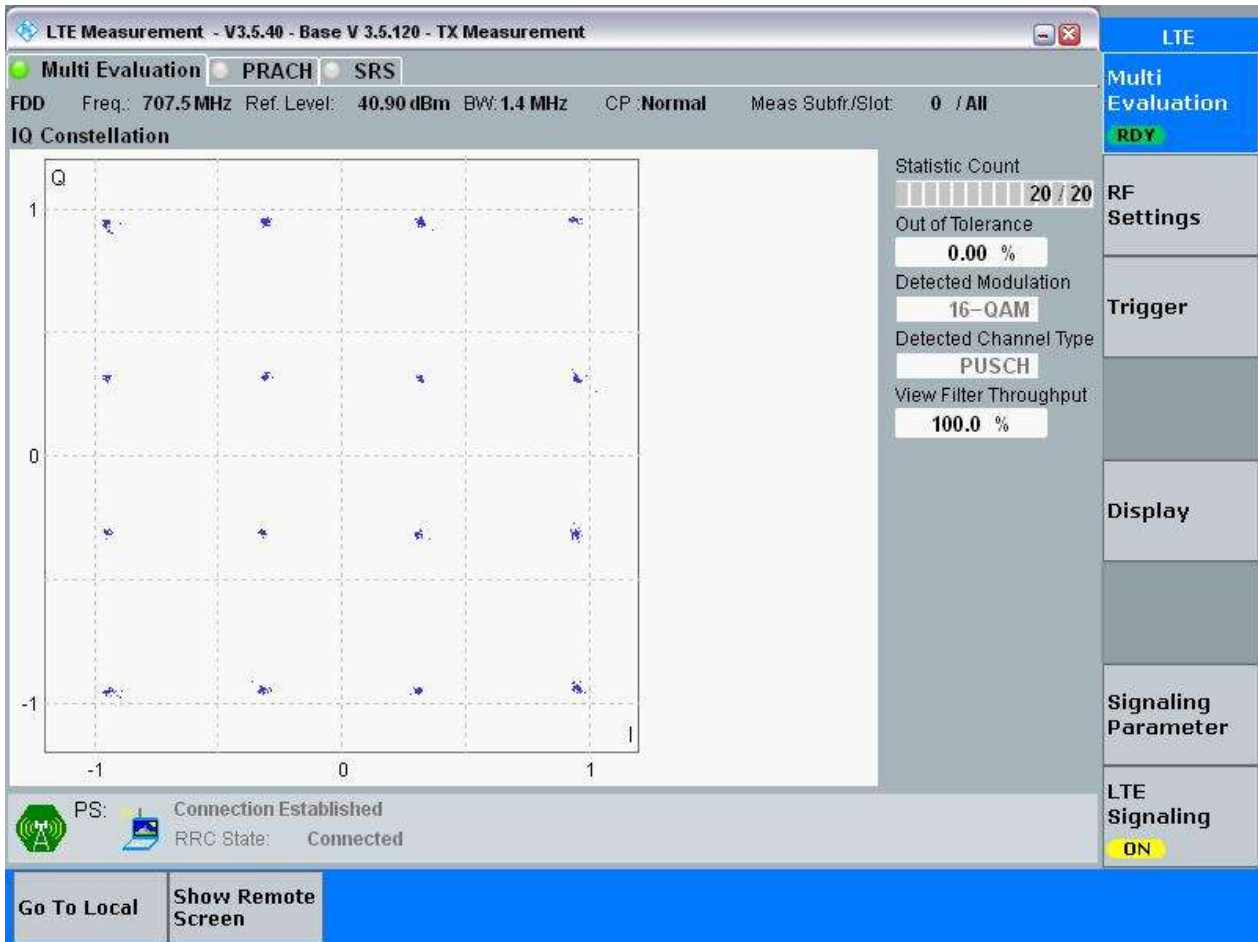 LTE Measurement - V3.5.40 - Base V 3.5.120 - TX Measurement
Multi Evaluation PRACH SRS
FDD Freq.: 707.5 MHz Ref. Level: 40.90 dBm BW: 1.4 MHz CP :Normal Meas Subfr./Slot: 0 / All
IQ Constellation
Q
1
0
-1
I
-1 0 1
Statistic Count
20 / 20
Out of Tolerance
0.00 %
Detected Modulation
16-QAM
Detected Channel Type
PUSCH
View Filter Throughput
100.0 %
PS: Connection Established
RRC State: Connected
LTE
Multi
Evaluation
RDY
RF
Settings
Trigger
Display
Signaling
Parameter
LTE
Signaling
ON
Go To Local
Show Remote
Screen